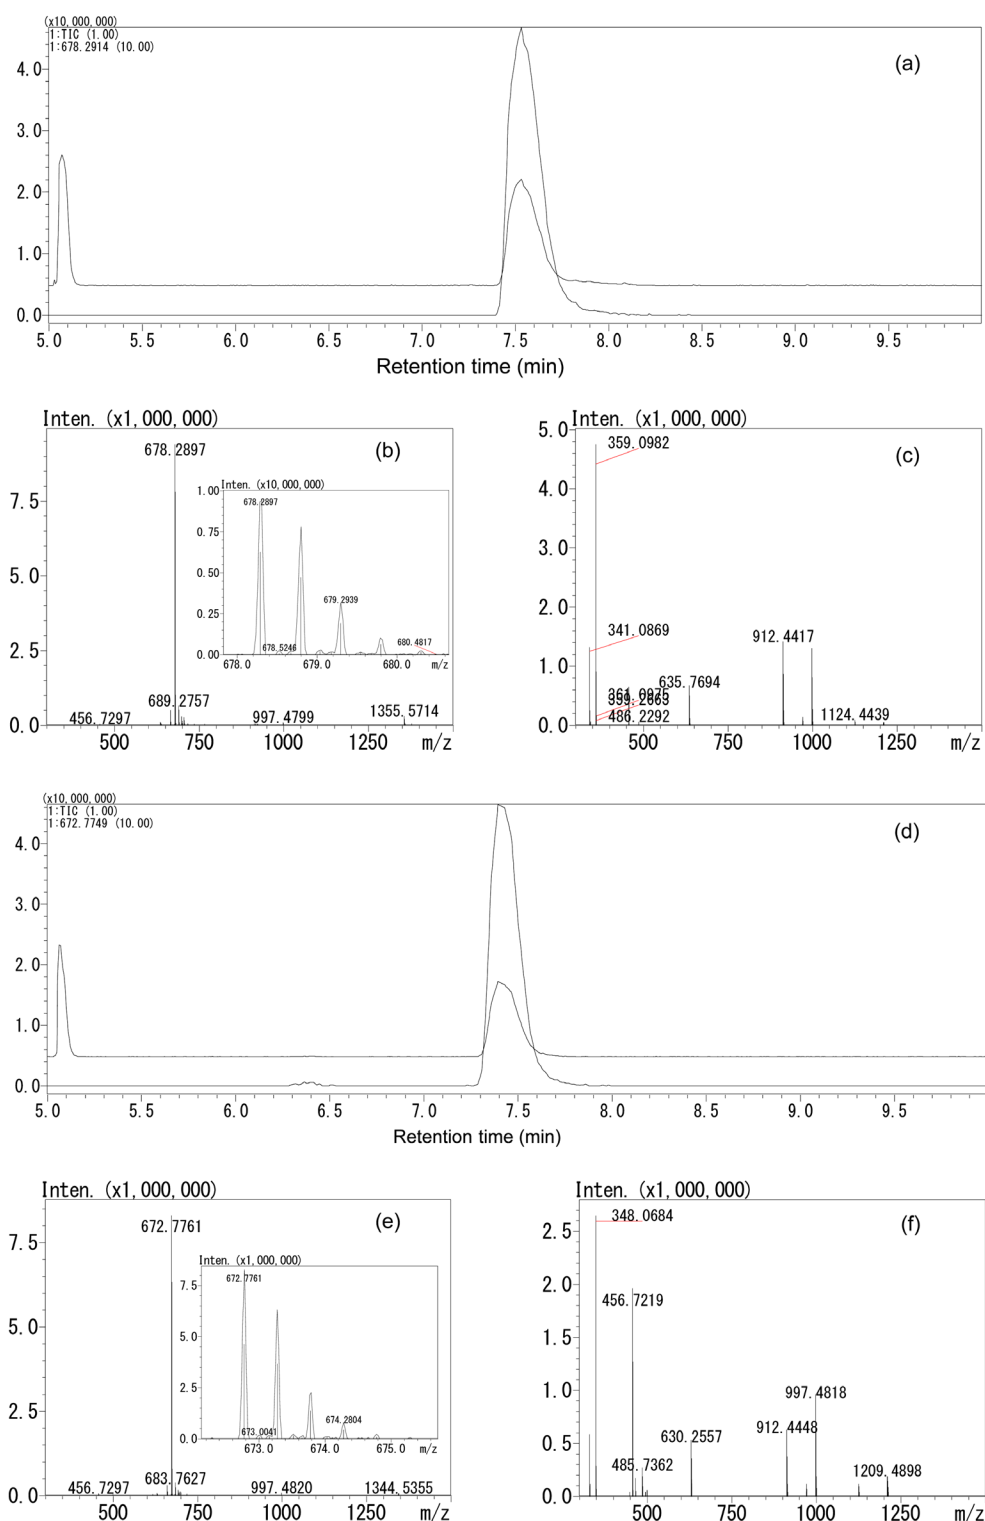 (x10,000,000)
1:TIC (1.00)
1:678.2914 (10.00)
(a)
4.0
3.0
2.0
1.0
0.0
5.0 5.5 6.0 6.5 7.0 7.5 8.0 8.5 9.0 9.5
Retention time (min)
Inten. (x1,000,000)
(b)
678.2897
7.5
5.0
2.5
0.0
Inten. (x10,000,000)
1.00
0.75
0.50
0.25
0.00
678.2897
679.2939
678.5246
680.4817
678.0 679.0 680.0 m/z
689.2757
456.7297
997.4799
1355.5714
500 750 1000 1250 m/z
Inten. (x1,000,000)
(c)
5.0
4.0
3.0
2.0
1.0
0.0
359.0982
341.0869
912.4417
635.7694
361.0975
486.2292
1124.4439
500 750 1000 1250 m/z
(x10,000,000)
1:TIC (1.00)
1:672.7749 (10.00)
(d)
4.0
3.0
2.0
1.0
0.0
5.0 5.5 6.0 6.5 7.0 7.5 8.0 8.5 9.0 9.5
Retention time (min)
Inten. (x1,000,000)
(e)
672.7761
7.5
5.0
2.5
0.0
Inten. (x1,000,000)
7.5
5.0
2.5
0.0
672.7761
673.0041
674.2804
673.0 674.0 675.0 m/z
683.7627
456.7297
997.4820
1344.5355
500 750 1000 1250 m/z
Inten. (x1,000,000)
(f)
2.5
2.0
1.5
1.0
0.5
0.0
348.0684
456.7219
997.4818
912.4448
630.2557
485.7362
1209.4898
500 750 1000 1250 m/z